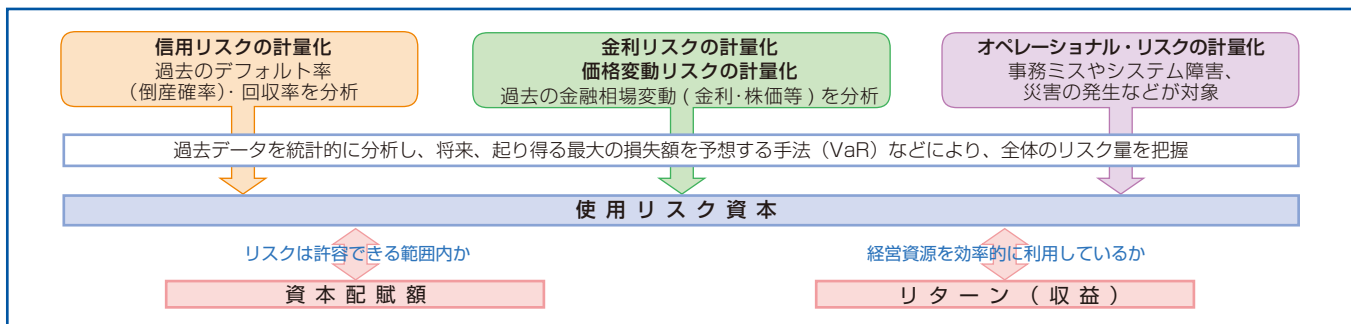 信用リスクの計量化
過去のデフォルト率
（倒産確率）・回収率を分析
金利リスクの計量化
価格変動リスクの計量化
過去の金融相場変動 ( 金利・株価等 ) を分析
オペレーショナル・リスクの計量化
事務ミスやシステム障害、
災害の発生などが対象
過去データを統計的に分析し、将来、起り得る最大の損失額を予想する手法（VaR）などにより、全体のリスク量を把握
使用リスク資本
リスクは許容できる範囲内か
経営資源を効率的に利用しているか
資本配賦額
リターン（収益）